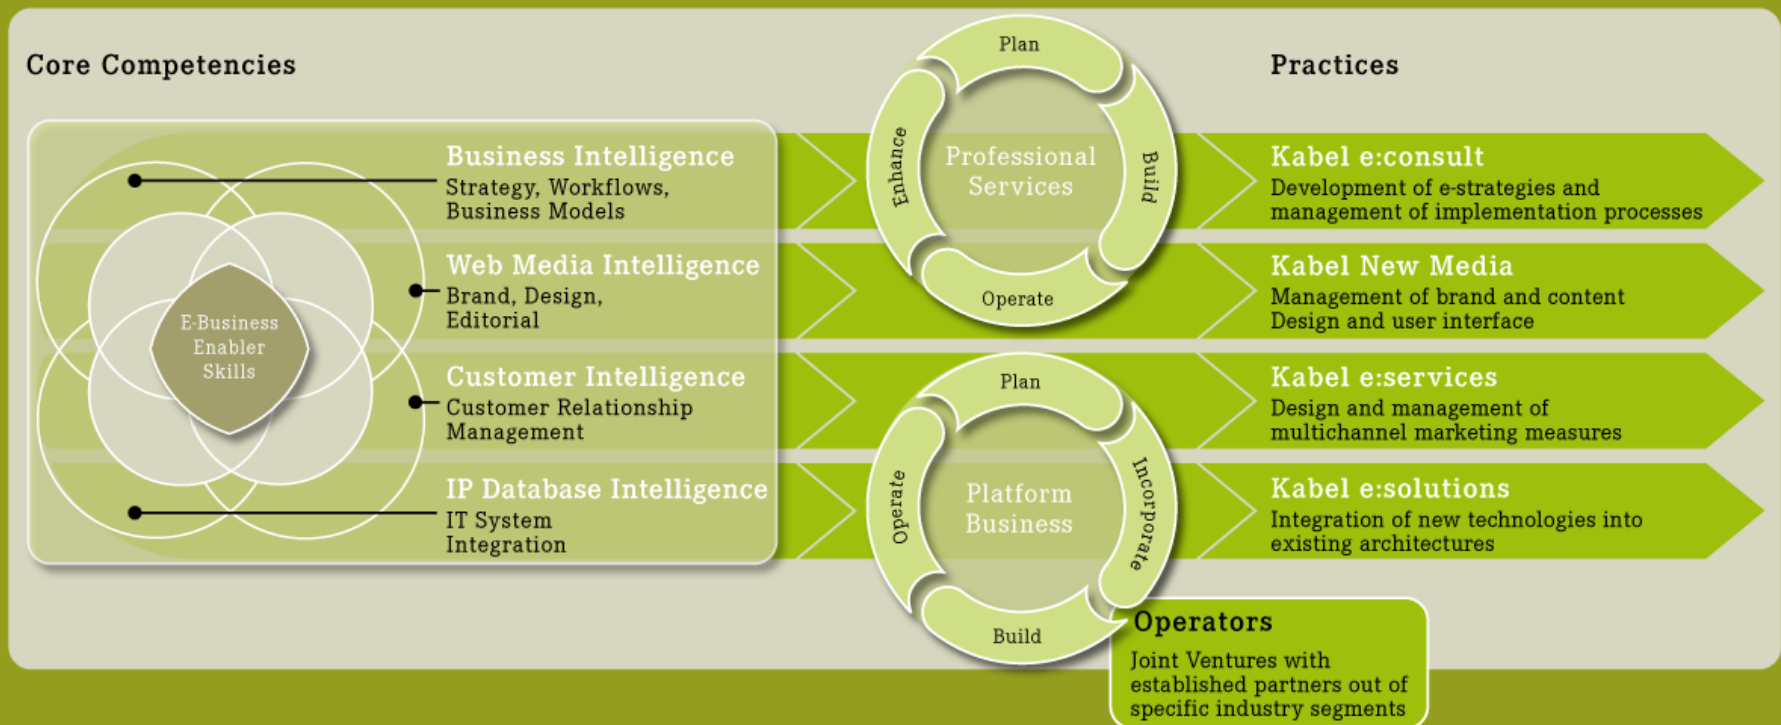 Core Competencies
E-Business
Enabler
Skills
Business Intelligence
Strategy, Workflows,
Business Models
Web Media Intelligence
Brand, Design,
Editorial
Customer Intelligence
Customer Relationship
Management
IP Database Intelligence
IT System
Integration
Plan
Build
Operate
Enhance
Professional
Services
Plan
Incorporate
Build
Operate
Platform
Business
Operators
Joint Ventures with
established partners out of
specific industry segments
Practices
Kabel e:consult
Development of e-strategies and
management of implementation processes
Kabel New Media
Management of brand and content
Design and user interface
Kabel e:services
Design and management of
multichannel marketing measures
Kabel e:solutions
Integration of new technologies into
existing architectures